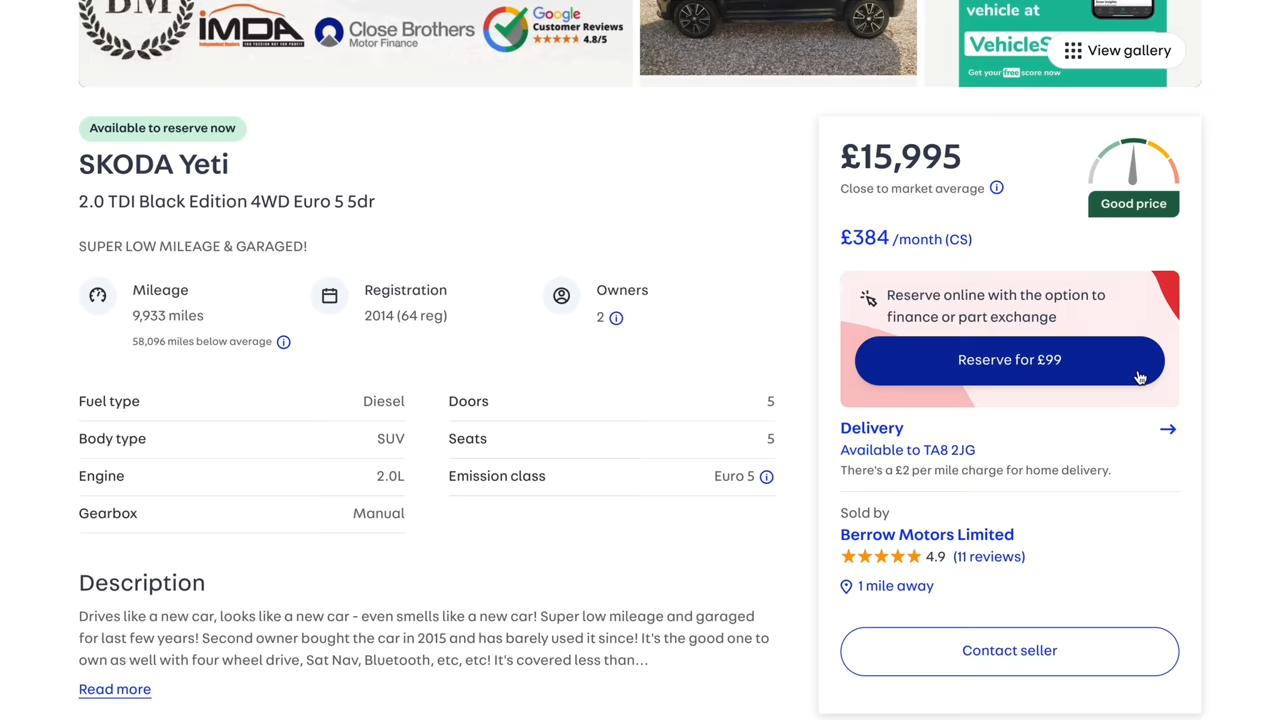 BM
IMDA
INDEPENDENT MOTORS FOR PASSION NOT FOR PROFIT
Close Brothers
Motor Finance
Google
Customer Reviews
4.8/5
vehicle at
VehicleS
Get your free score now
View gallery
Available to reserve now
SKODA Yeti
2.0 TDI Black Edition 4WD Euro 5 5dr
SUPER LOW MILEAGE & GARAGED!
Mileage
9,933 miles
58,096 miles below average
Registration
2014 (64 reg)
Owners
2
Fuel type Diesel
Body type SUV
Engine 2.0L
Gearbox Manual
Doors 5
Seats 5
Emission class Euro 5
Description
Drives like a new car, looks like a new car - even smells like a new car! Super low mileage and garaged
for last few years! Second owner bought the car in 2015 and has barely used it since! It's the good one to
own as well with four wheel drive, Sat Nav, Bluetooth, etc, etc! It's covered less than...
Read more
£15,995
Close to market average
Good price
£384 /month (CS)
Reserve online with the option to
finance or part exchange
Reserve for £99
Delivery
Available to TA8 2JG
There's a £2 per mile charge for home delivery.
Sold by
Berrow Motors Limited
4.9 (11 reviews)
1 mile away
Contact seller